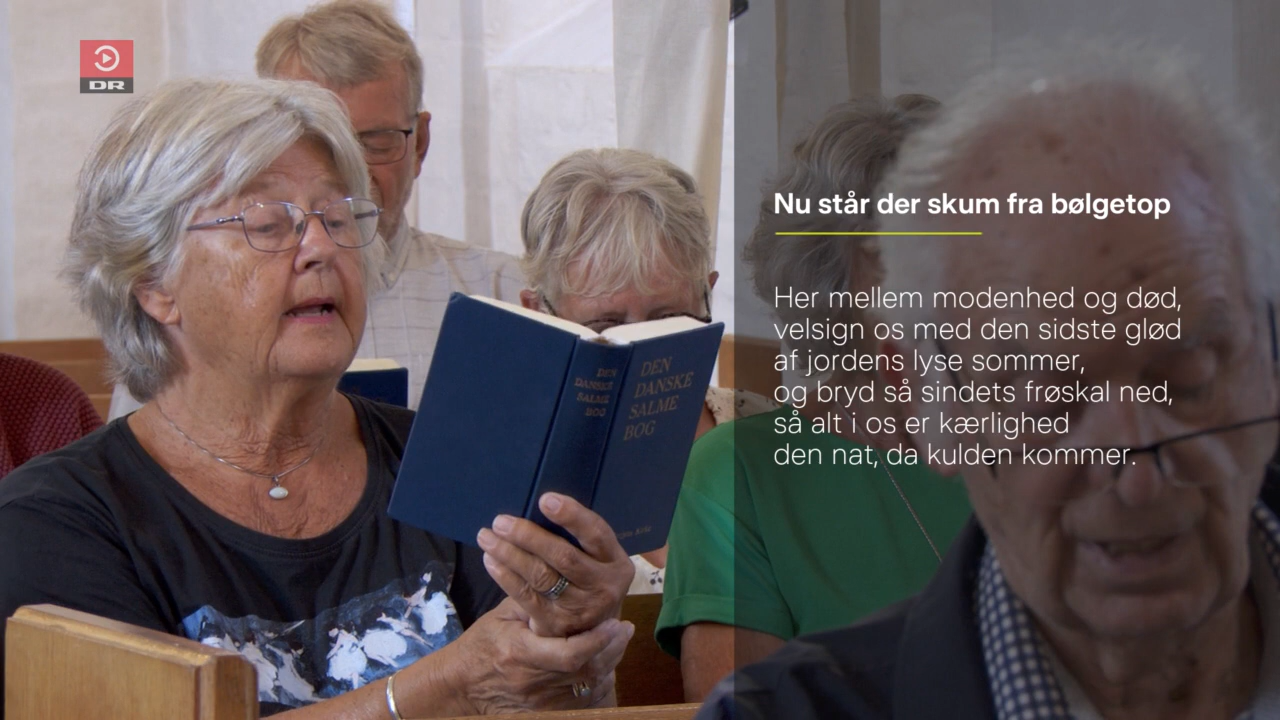 DR
Nu står der skum fra bølgetop
Her mellem modenhed og død,
velsign os med den sidste glød
af jordens lyse sommer,
og bryd så sindets frøskal ned,
så alt i os er kærlighed
den nat, da kulden kommer.
DEN
DANSKE
SALME
BOG
DEN
DANSKE
SALME
BOG